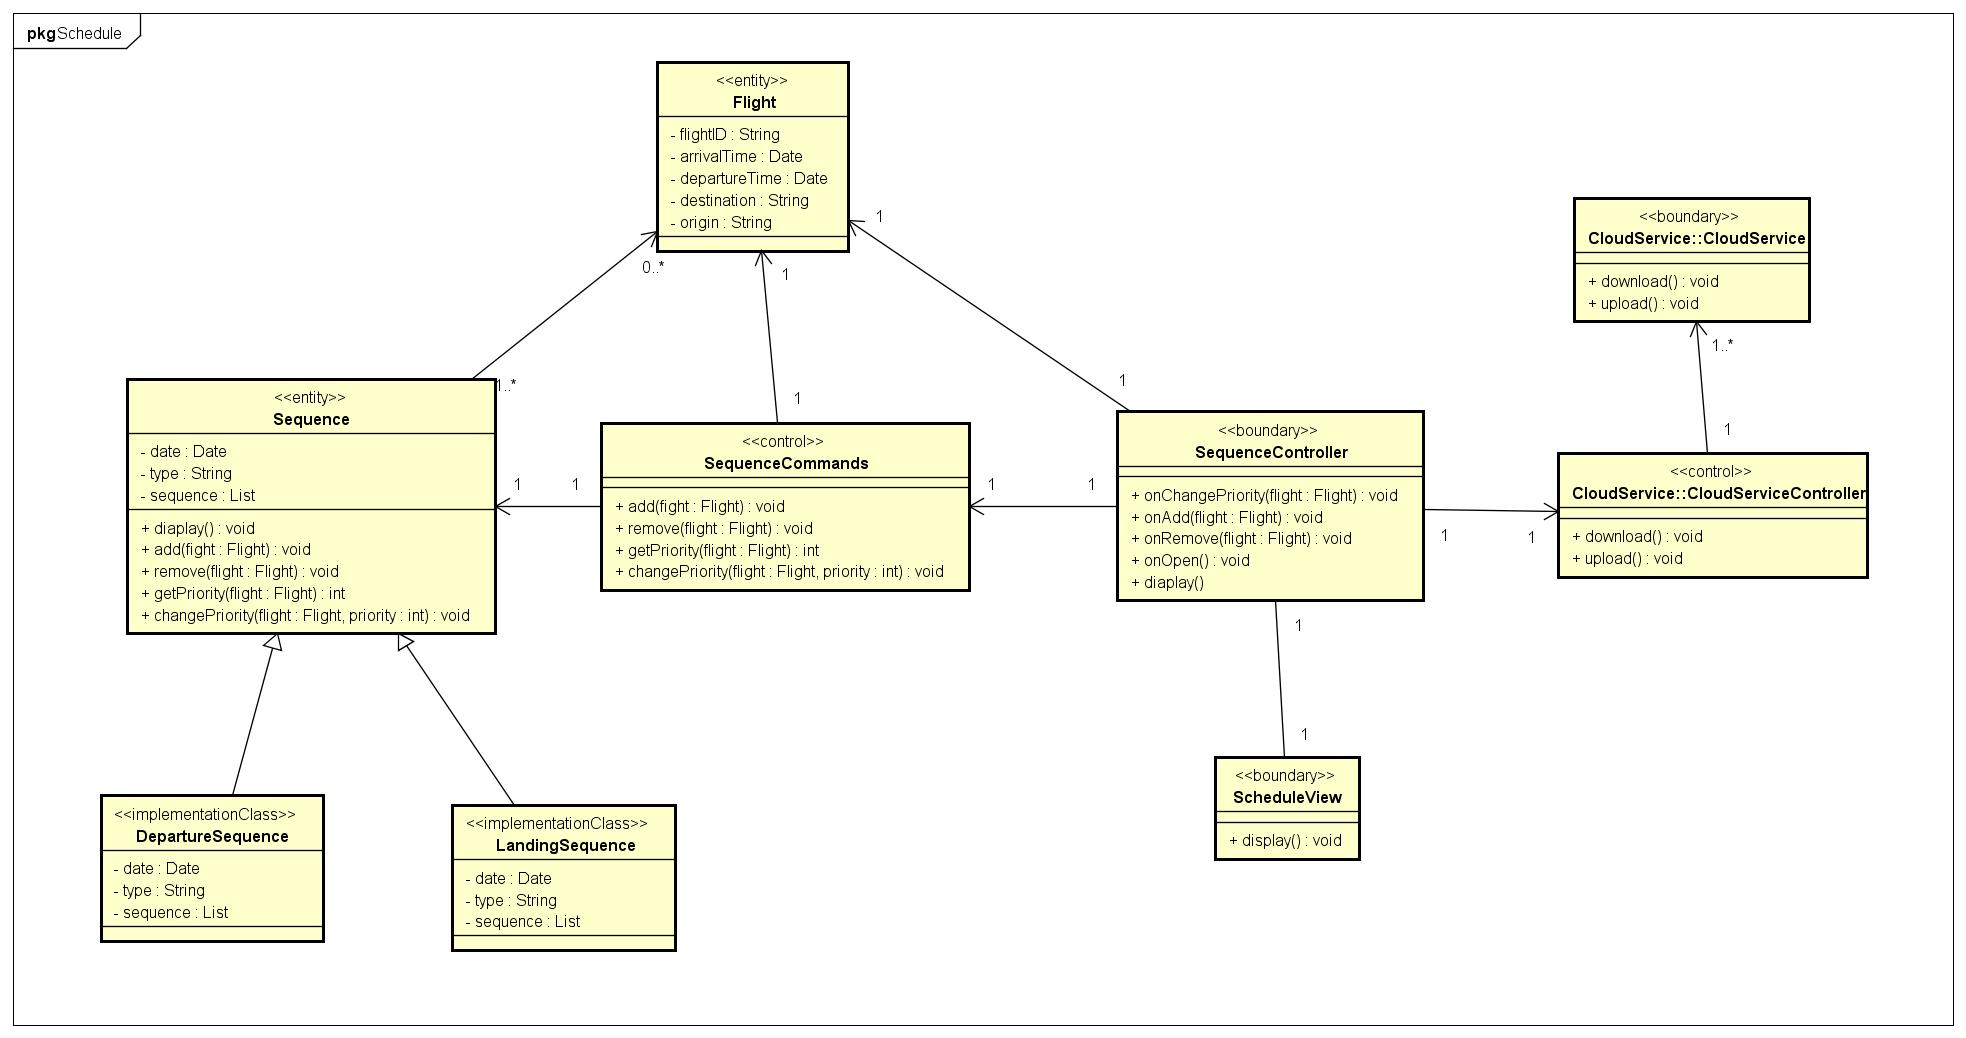 pkg Schedule
<<entity>>
Flight
- flightID : String
- arrivalTime : Date
- departureTime : Date
- destination : String
- origin : String
0..*
1
1
1..*
1
1
<<entity>>
Sequence
- date : Date
- type : String
- sequence : List
+ diaplay() : void
+ add(fight : Flight) : void
+ remove(flight : Flight) : void
+ getPriority(flight : Flight) : int
+ changePriority(flight : Flight, priority : int) : void
1
1
<<control>>
SequenceCommands
+ add(fight : Flight) : void
+ remove(flight : Flight) : void
+ getPriority(flight : Flight) : int
+ changePriority(flight : Flight, priority : int) : void
1
1
<<boundary>>
SequenceController
+ onChangePriority(flight : Flight) : void
+ onAdd(flight : Flight) : void
+ onRemove(flight : Flight) : void
+ onOpen() : void
+ diaplay()
1
1
<<boundary>>
CloudService::CloudService
+ download() : void
+ upload() : void
1..*
1
<<control>>
CloudService::CloudServiceController
+ download() : void
+ upload() : void
1
1
<<boundary>>
ScheduleView
+ display() : void
<<implementationClass>>
DepartureSequence
- date : Date
- type : String
- sequence : List
<<implementationClass>>
LandingSequence
- date : Date
- type : String
- sequence : List